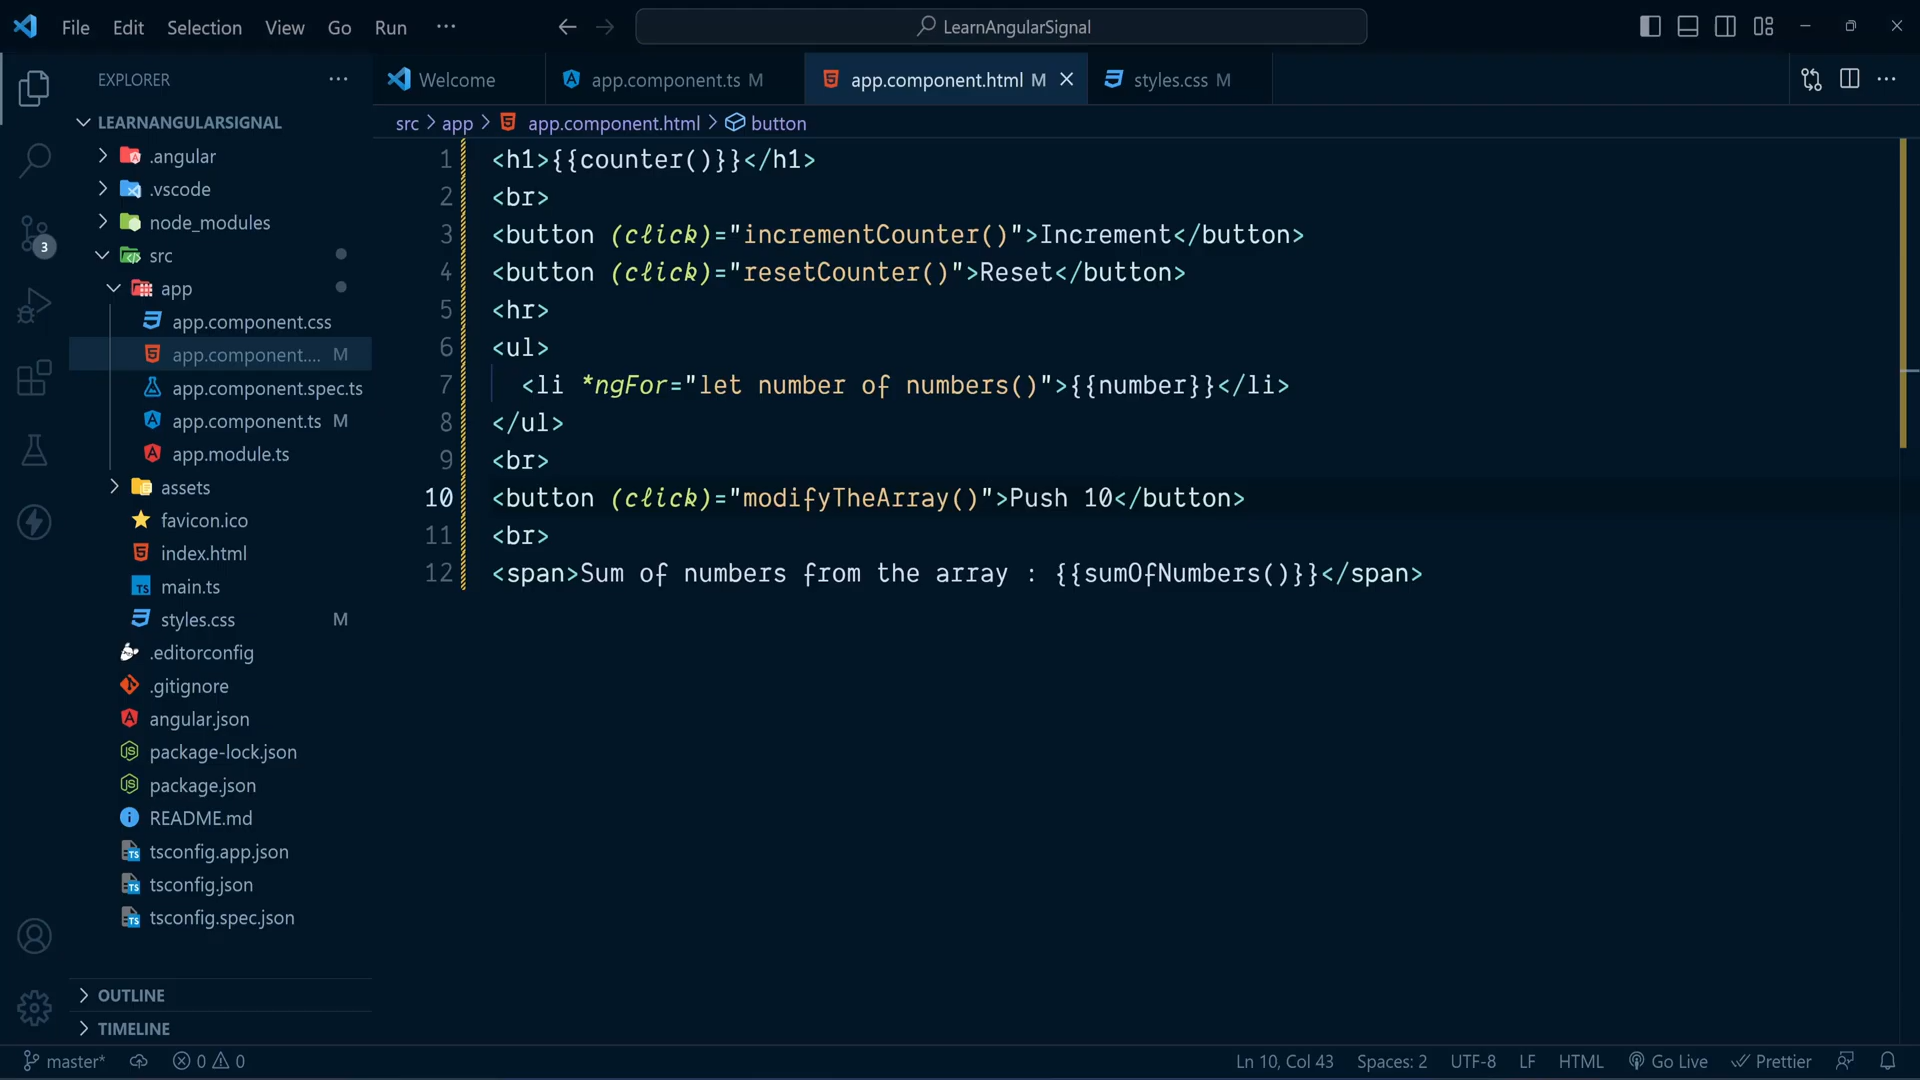 File Edit Selection View Go Run ···
LearnAngularSignal
EXPLORER ···
Welcome
app.component.ts M
app.component.html M
styles.css M
src > app > app.component.html > button
LEARNANGULARSIGNAL
.angular
.vscode
node_modules
src
app
app.component.css
app.component.... M
app.component.spec.ts
app.component.ts M
app.module.ts
assets
favicon.ico
index.html
main.ts
styles.css M
.editorconfig
.gitignore
angular.json
package-lock.json
package.json
README.md
tsconfig.app.json
tsconfig.json
tsconfig.spec.json
OUTLINE
TIMELINE
3
1 <h1>{{counter()}}</h1>
2 <br>
3 <button (click)="incrementCounter()">Increment</button>
4 <button (click)="resetCounter()">Reset</button>
5 <hr>
6 <ul>
7 <li *ngFor="let number of numbers()">{{number}}</li>
8 </ul>
9 <br>
10 <button (click)="modifyTheArray()">Push 10</button>
11 <br>
12 <span>Sum of numbers from the array : {{sumOfNumbers()}}</span>
master* 0 0
Ln 10, Col 43 Spaces: 2 UTF-8 LF HTML Go Live Prettier